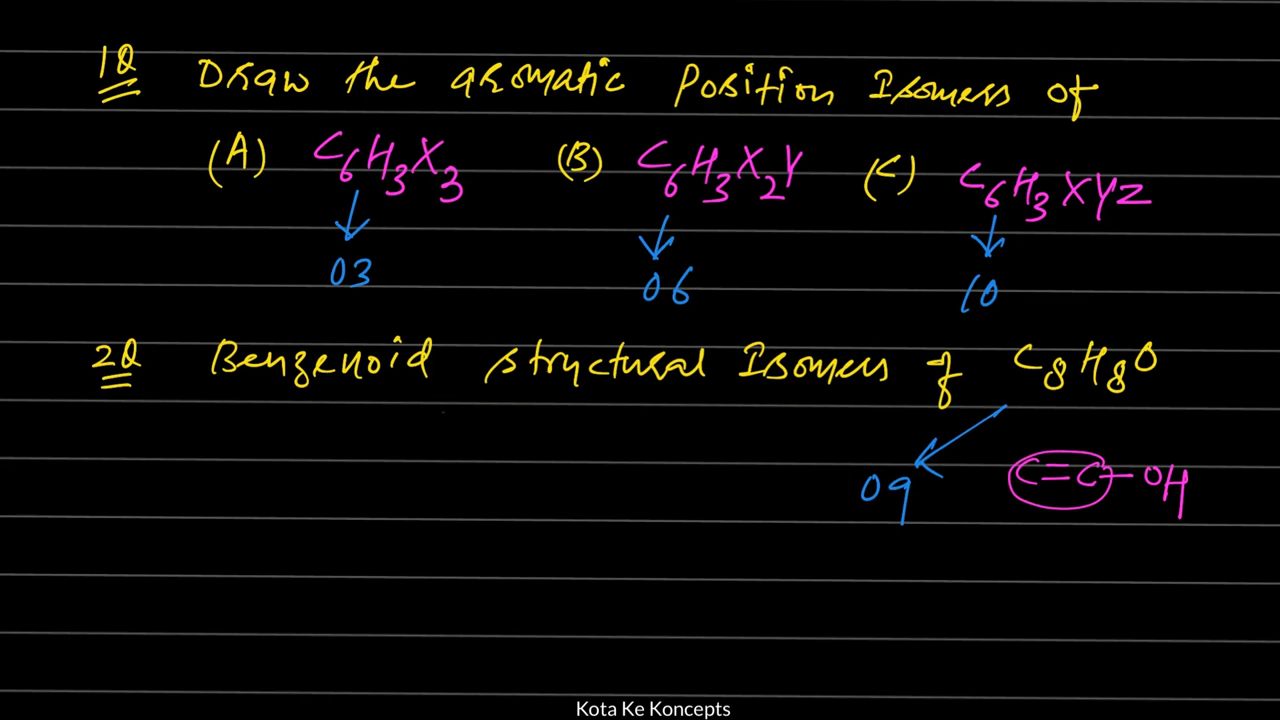 1Q Draw the aromatic Position Isomers of
(A) C6H3X3 (B) C6H3X2Y (C) C6H3XYZ
03 06 10
2Q Benzenoid structural Isomers of C8H8O
09 C=C-OH
Kota Ke Koncepts